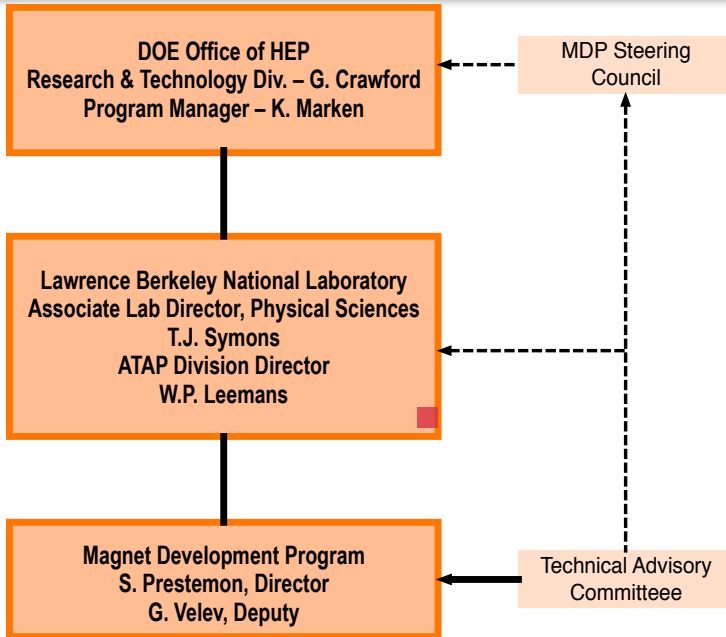 DOE Office of HEP
Research & Technology Div. – G. Crawford
Program Manager – K. Marken
MDP Steering
Council
Lawrence Berkeley National Laboratory
Associate Lab Director, Physical Sciences
T.J. Symons
ATAP Division Director
W.P. Leemans
Magnet Development Program
S. Prestemon, Director
G. Velev, Deputy
Technical Advisory
Committeee